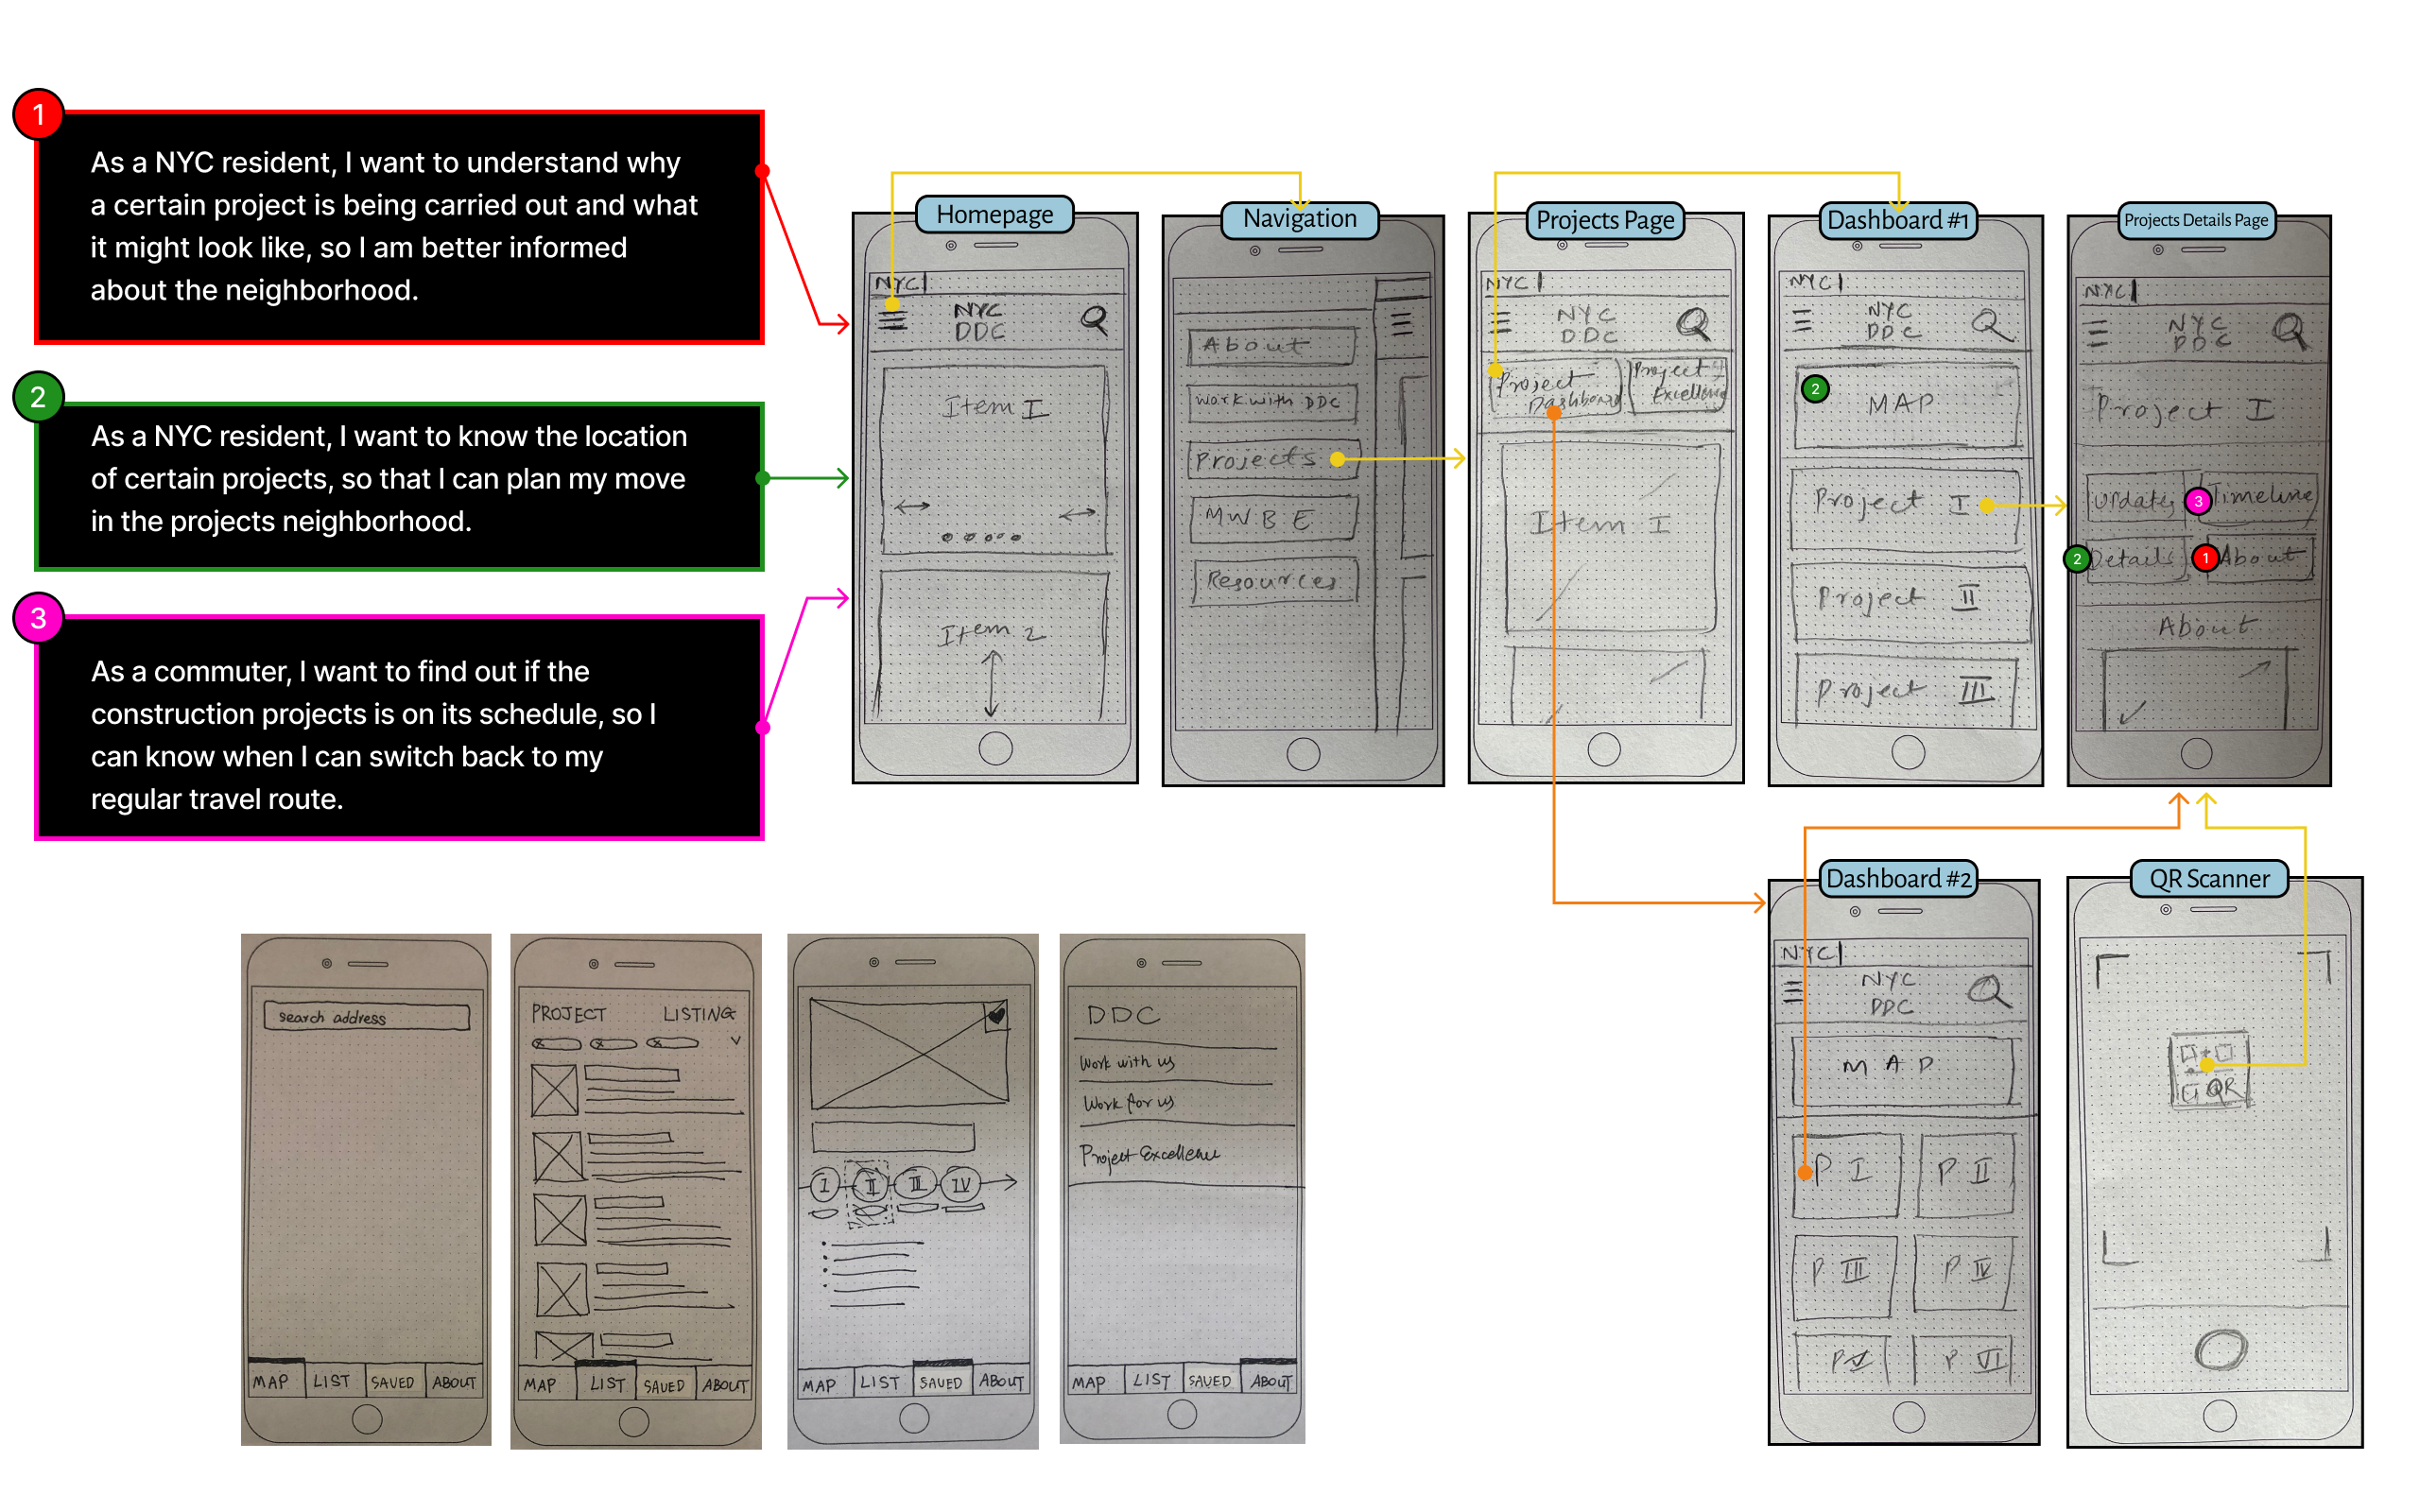 1
As a NYC resident, I want to understand why
a certain project is being carried out and what
it might look like, so I am better informed
about the neighborhood.
2
As a NYC resident, I want to know the location
of certain projects, so that I can plan my move
in the projects neighborhood.
3
As a commuter, I want to find out if the
construction projects is on its schedule, so I
can know when I can switch back to my
regular travel route.
Homepage
NYC
NYC
DDC
Item I
Item 2
Navigation
About
Work with DDC
Projects
MWBE
Resources
Projects Page
NYC
NYC
DDC
Project
Dashboard
Project
Excellence
Item I
Dashboard #1
NYC
NYC
DDC
2
MAP
Project I
Project II
Project III
Projects Details Page
NYC
NYC
DDC
Project I
Updates
3
Timeline
2
Details
1
About
About
search address
MAP LIST SAVED ABOUT
PROJECT LISTING
MAP LIST SAVED ABOUT
I II III IV
MAP LIST SAVED ABOUT
DDC
Work with us
Work for us
Project Excellence
MAP LIST SAVED ABOUT
Dashboard #2
NYC
NYC
DDC
MAP
P I P II
P III P IV
P V P VI
QR Scanner
QR